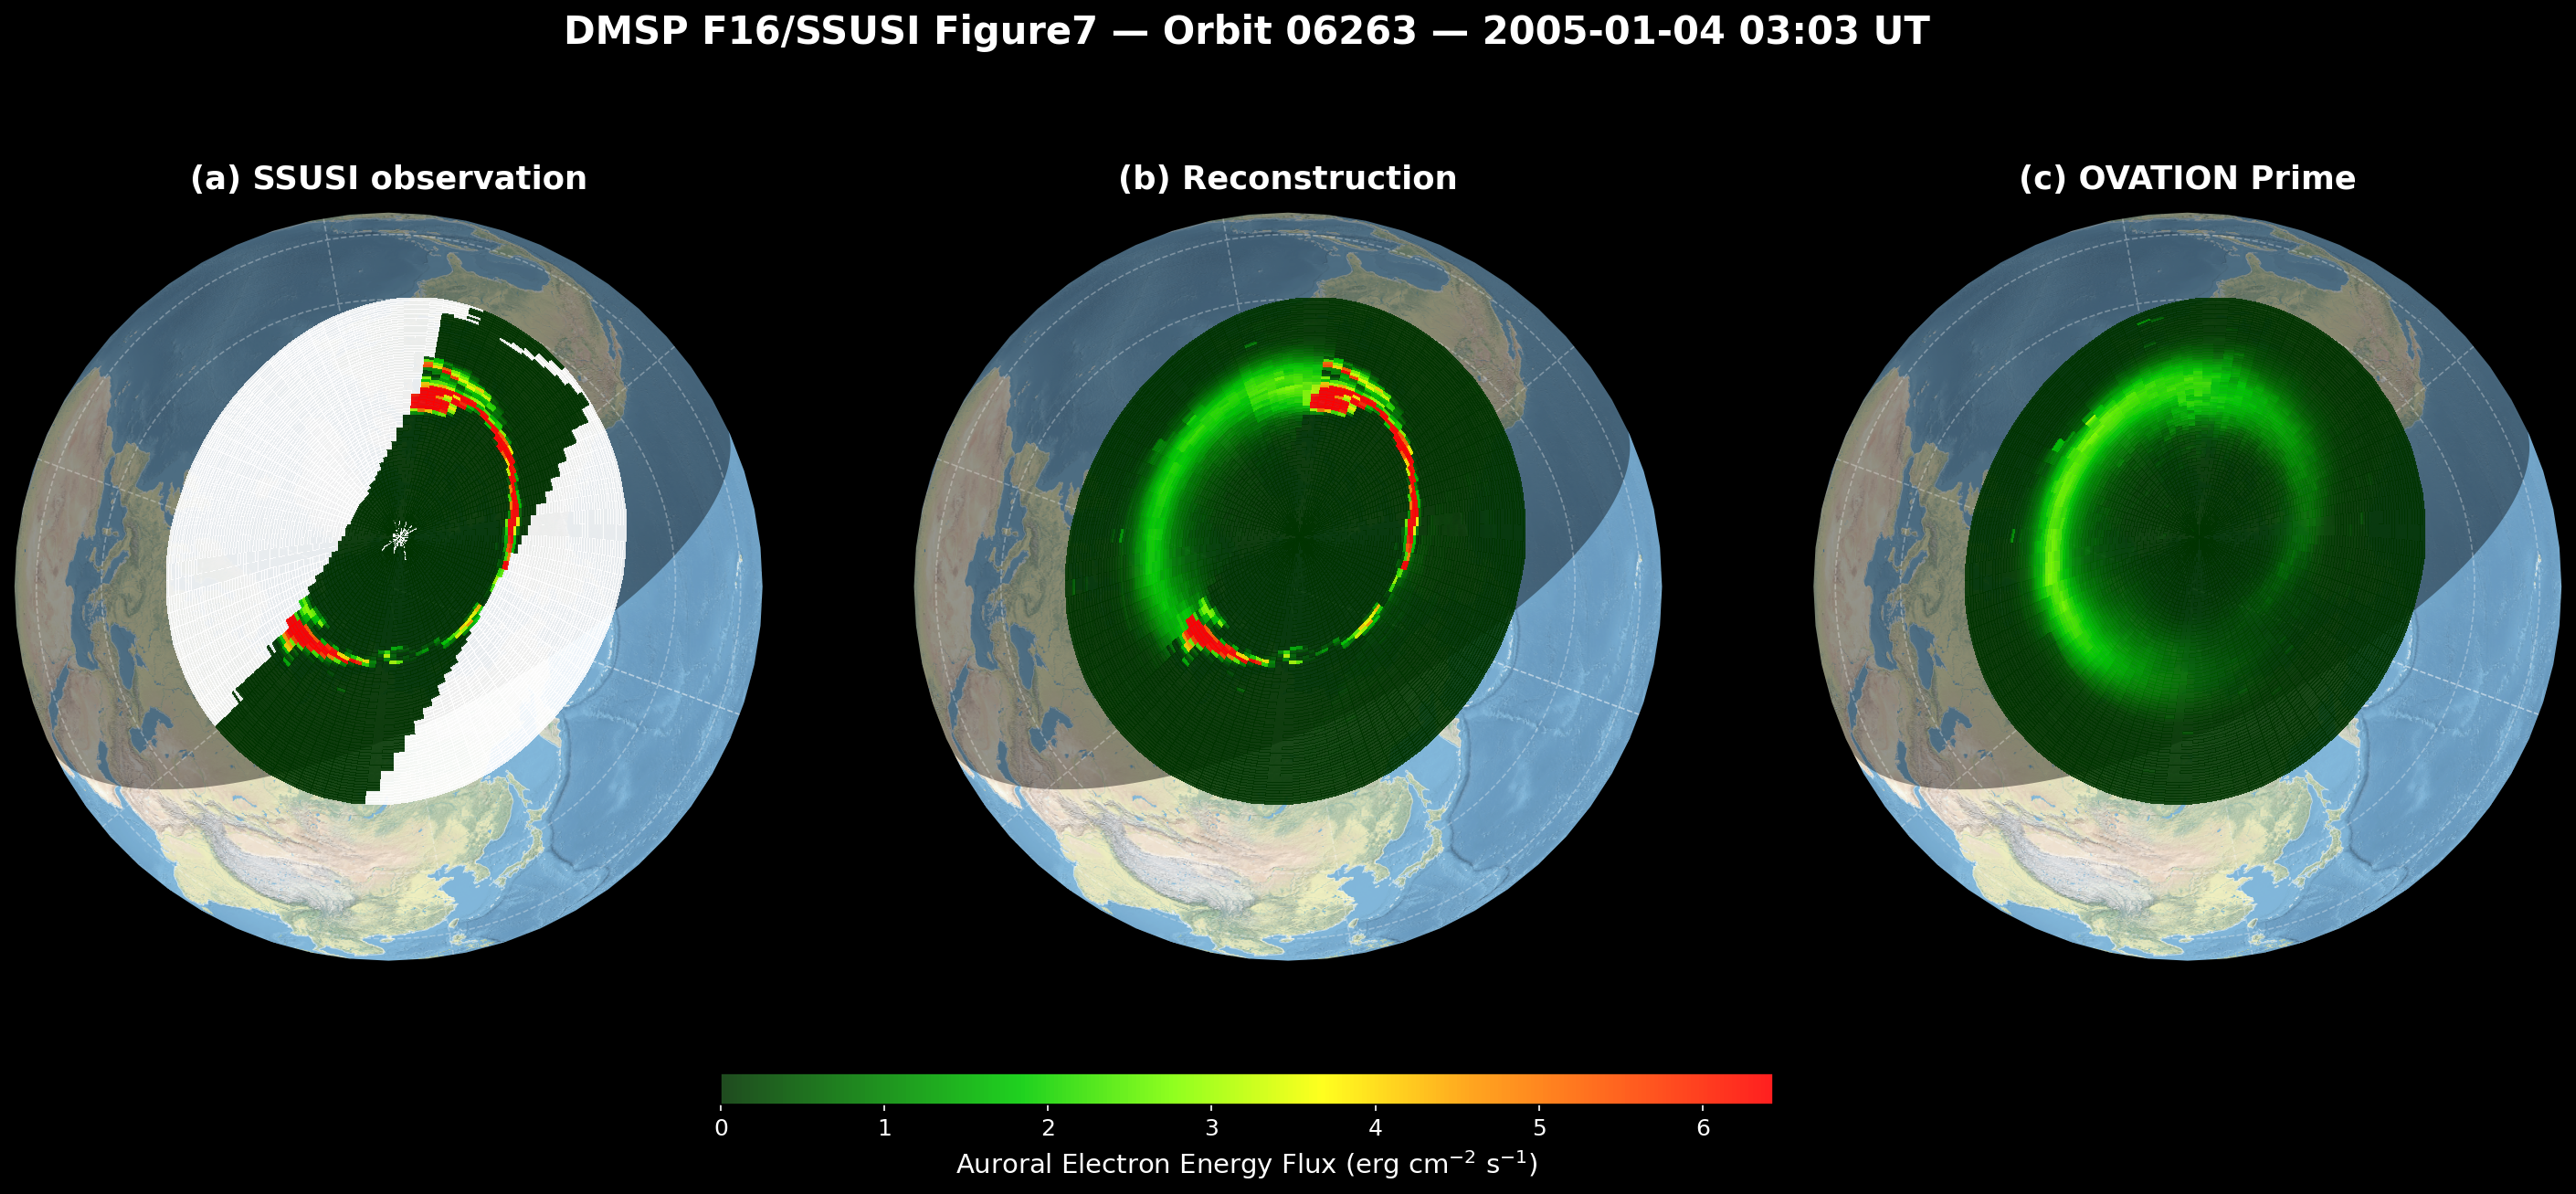 DMSP F16/SSUSI Figure7 — Orbit 06263 — 2005-01-04 03:03 UT
(a) SSUSI observation
(b) Reconstruction
(c) OVATION Prime
0 1 2 3 4 5 6
Auroral Electron Energy Flux (erg cm⁻² s⁻¹)